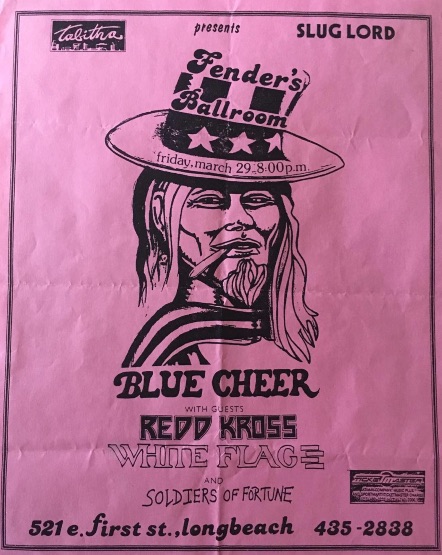 Tabitha
presents
SLUG LORD
Fender's
Ballroom
friday, march 29 8:00 p.m.
BLUE CHEER
WITH GUESTS
REDD KROSS
WHITE FLAG
AND
SOLDIERS OF FORTUNE
521 e. first st., longbeach 435-2838